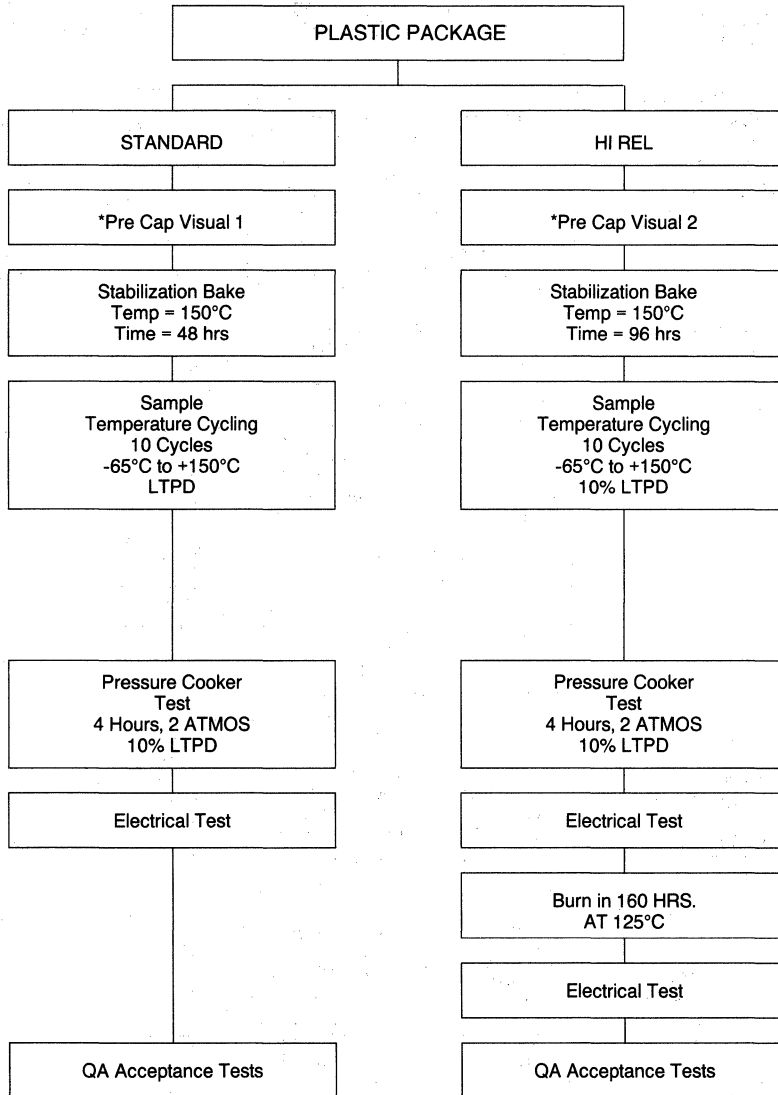 PLASTIC PACKAGE
STANDARD
*Pre Cap Visual 1
Stabilization Bake
Temp = 150°C
Time = 48 hrs
Sample
Temperature Cycling
10 Cycles
-65°C to +150°C
LTPD
Pressure Cooker
Test
4 Hours, 2 ATMOS
10% LTPD
Electrical Test
QA Acceptance Tests
HI REL
*Pre Cap Visual 2
Stabilization Bake
Temp = 150°C
Time = 96 hrs
Sample
Temperature Cycling
10 Cycles
-65°C to +150°C
10% LTPD
Pressure Cooker
Test
4 Hours, 2 ATMOS
10% LTPD
Electrical Test
Burn in 160 HRS.
AT 125°C
Electrical Test
QA Acceptance Tests